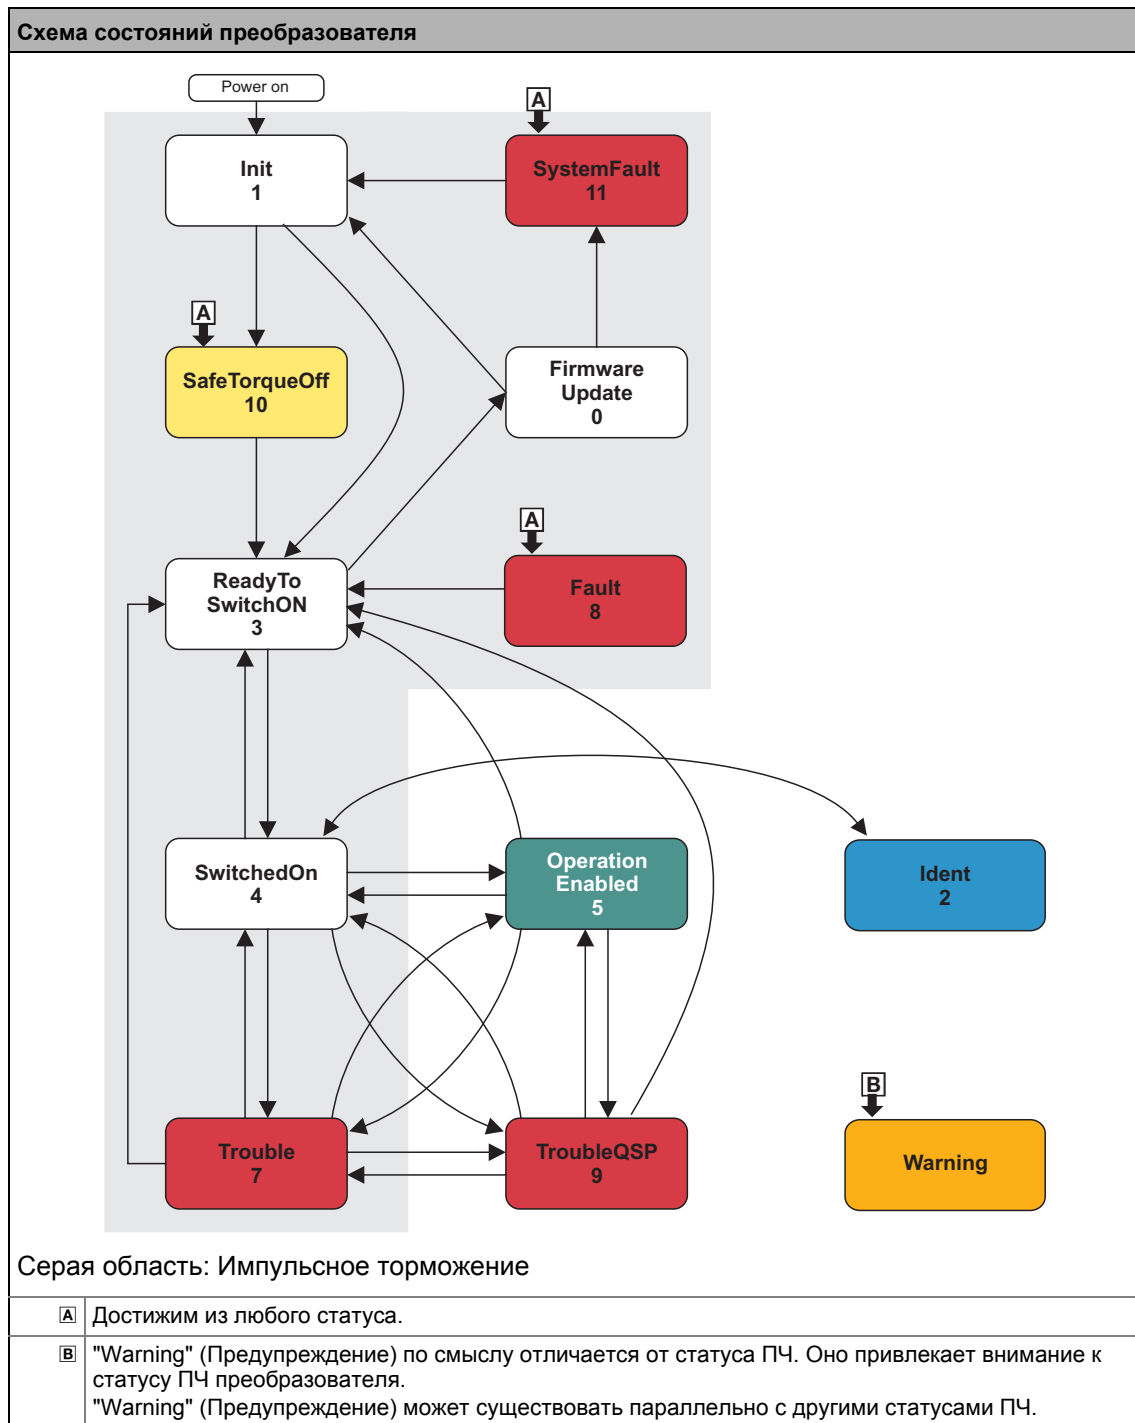 Схема состояний преобразователя
Power on
A
Init
1
SystemFault
11
A
SafeTorqueOff
10
Firmware
Update
0
A
ReadyTo
SwitchON
3
Fault
8
SwitchedOn
4
Operation
Enabled
5
Ident
2
B
Trouble
7
TroubleQSP
9
Warning
Серая область: Импульсное торможение
A Достижим из любого статуса.
B "Warning" (Предупреждение) по смыслу отличается от статуса ПЧ. Оно привлекает внимание к
статусу ПЧ преобразователя.
"Warning" (Предупреждение) может существовать параллельно с другими статусами ПЧ.